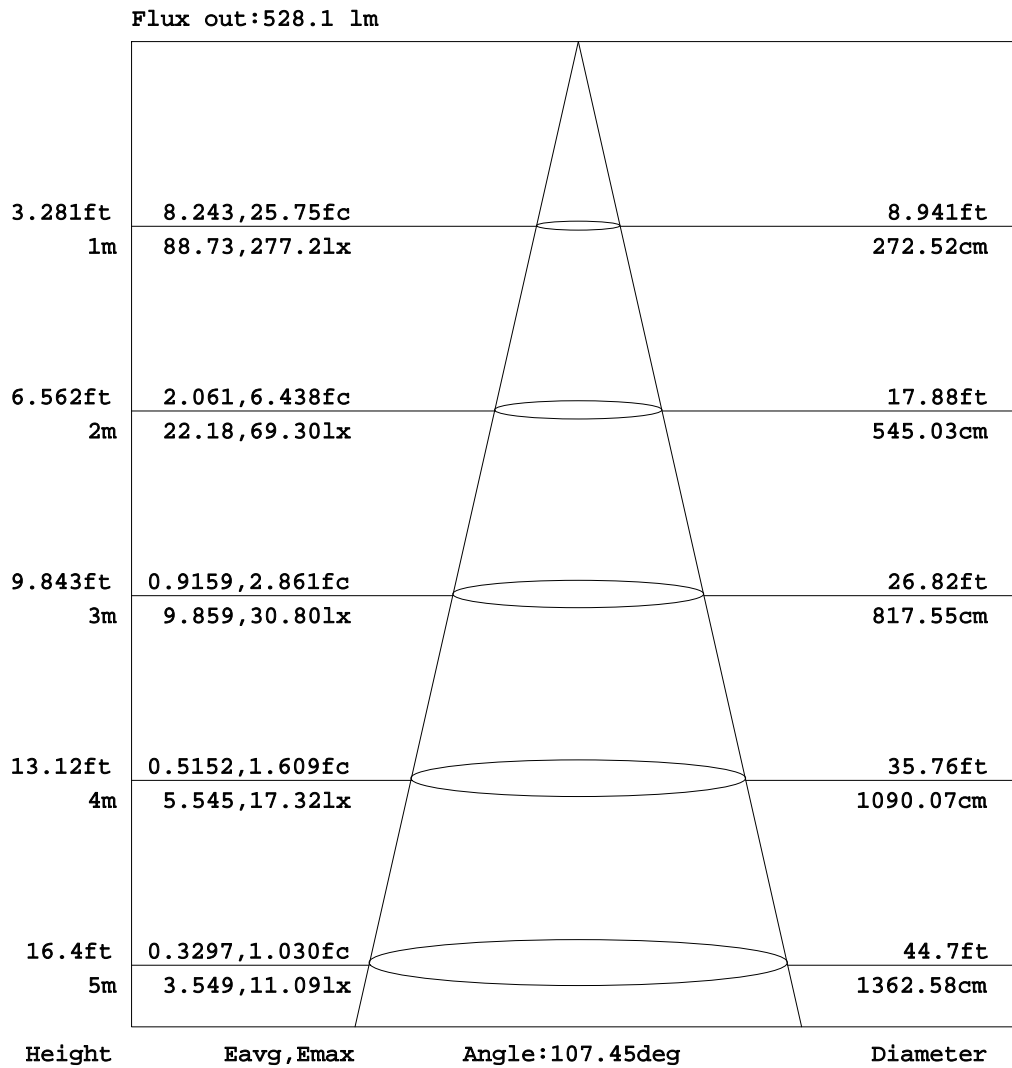 Flux out:528.1 lm
3.281ft 8.243,25.75fc 8.941ft
1m 88.73,277.2lx 272.52cm
6.562ft 2.061,6.438fc 17.88ft
2m 22.18,69.30lx 545.03cm
9.843ft 0.9159,2.861fc 26.82ft
3m 9.859,30.80lx 817.55cm
13.12ft 0.5152,1.609fc 35.76ft
4m 5.545,17.32lx 1090.07cm
16.4ft 0.3297,1.030fc 44.7ft
5m 3.549,11.09lx 1362.58cm
Height Eavg,Emax Angle:107.45deg Diameter